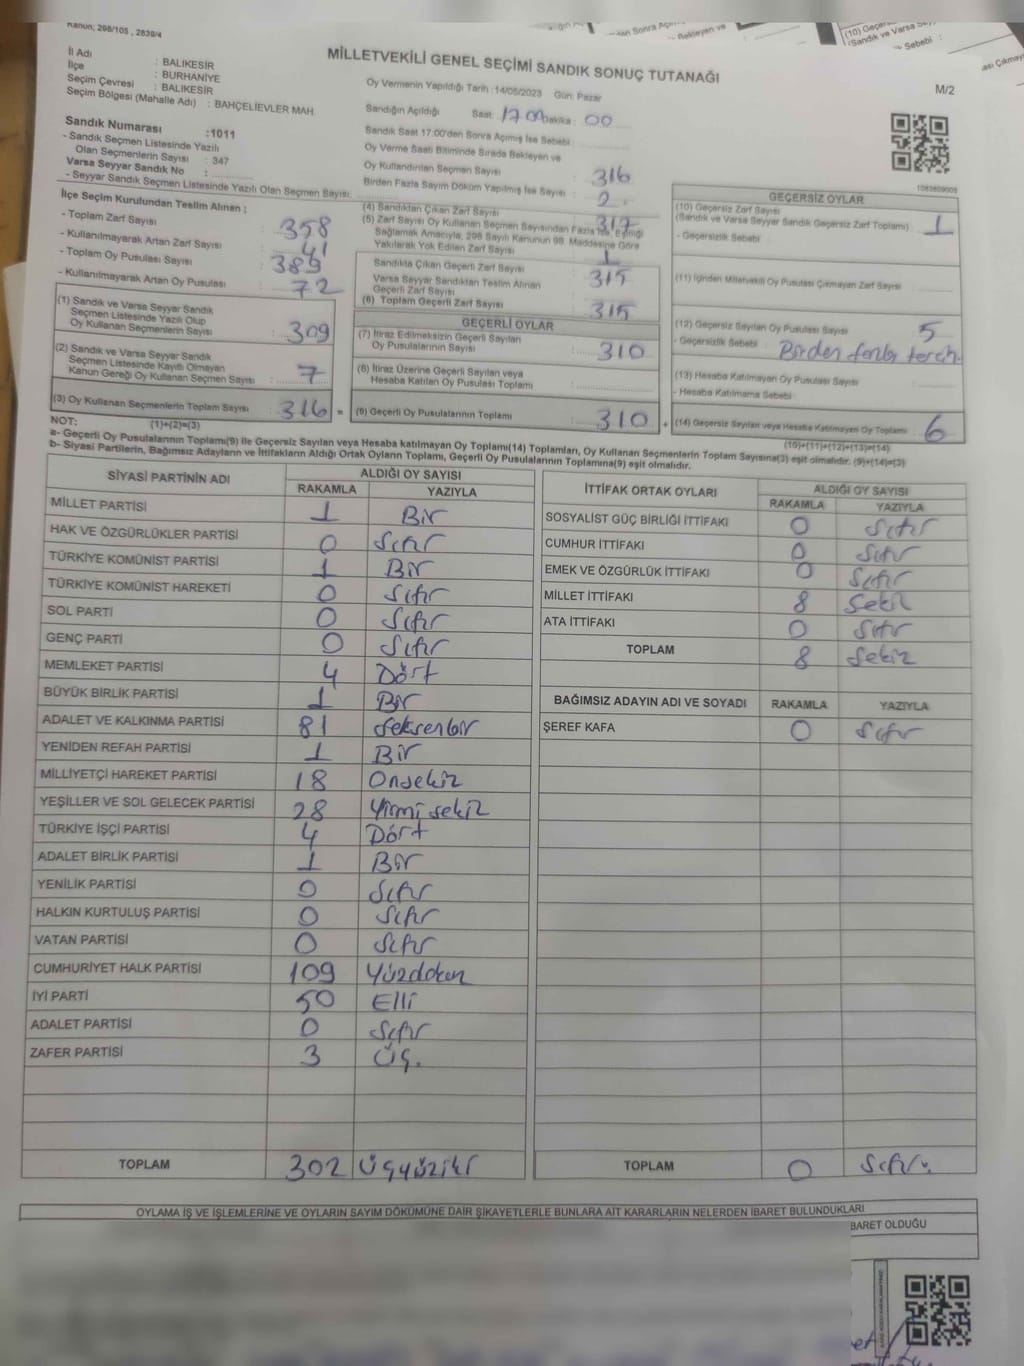 Kanun, 298/105 , 2839/4
MİLLETVEKİLİ GENEL SEÇİMİ SANDIK SONUÇ TUTANAĞI
M/2
İl Adı : BALIKESİR
İlçe : BURHANİYE
Seçim Çevresi : BALIKESİR
Seçim Bölgesi (Mahalle Adı) : BAHÇELİEVLER MAH.
Sandık Numarası :1011
- Sandık Seçmen Listesinde Yazılı
Olan Seçmenlerin Sayısı : 347
Varsa Seyyar Sandık No :
- Seyyar Sandık Seçmen Listesinde Yazılı Olan Seçmen Sayısı
Oy Vermenin Yapıldığı Tarih :14/05/2023 Gün: Pazar
Sandığın Açıldığı Saat: 17 00 Dakika : 00
Sandık Saat 17.00'den Sonra Açımış İse Sebebi :
Oy Verme Saati Bitiminde Sırada Bekleyen ve
Oy Kullandırılan Seçmen Sayısı : 316
Birden Fazla Sayım Döküm Yapılmış İse Sayısı : 2
İlçe Seçim Kurulundan Teslim Alınan ;
- Toplam Zarf Sayısı : 358
- Kullanılmayarak Artan Zarf Sayısı : 41
- Toplam Oy Pusulası Sayısı : 389
- Kullanılmayarak Artan Oy Pusulası : 72
(1) Sandık ve Varsa Seyyar Sandık
Seçmen Listesinde Yazılı Olup
Oy Kullanan Seçmenlerin Sayısı : 309
(2) Sandık ve Varsa Seyyar Sandık
Seçmen Listesinde Kayıtlı Olmayan
Kanun Gereği Oy Kullanan Seçmen Sayısı : 7
(3) Oy Kullanan Seçmenlerin Toplam Sayısı : 316 =
(1)+(2)=(3)
(4) Sandıktan Çıkan Zarf Sayısı : 317
(5) Zarf Sayısı Oy Kullanan Seçmen Sayısından Fazla İse, Eşitliği
Sağlamak Amacıyla, 298 Sayılı Kanunun 98. Maddesine Göre
Yakılarak Yok Edilen Zarf Sayısı : 1
Sandıkta Çıkan Geçerli Zarf Sayısı : 315
Varsa Seyyar Sandıktan Teslim Alınan
Geçerli Zarf Sayısı :
(6) Toplam Geçerli Zarf Sayısı : 315
GEÇERLİ OYLAR
(7) İtiraz Edilmeksizin Geçerli Sayılan
Oy Pusulalarının Sayısı : 310
(8) İtiraz Üzerine Geçerli Sayılan veya
Hesaba Katılan Oy Pusulası Toplamı :
(9) Geçerli Oy Pusulalarının Toplamı : 310 +
1083809005
GEÇERSİZ OYLAR
(10) Geçersiz Zarf Sayısı
(Sandık ve Varsa Seyyar Sandık Geçersiz Zarf Toplamı) : 1
- Geçersizlik Sebebi :
(11) İçinden Milletvekili Oy Pusulası Çıkmayan Zarf Sayısı :
(12) Geçersiz Sayılan Oy Pusulası Sayısı : 5
- Geçersizlik Sebebi : Birden fazla tercih
(13) Hesaba Katılmayan Oy Pusulası Sayısı :
- Hesaba Katılmama Sebebi :
(14) Geçersiz Sayılan veya Hesaba Katılmayan Oy Toplamı : 6
(10)+(11)+(12)+(13)=(14)
NOT:
a- Geçerli Oy Pusulalarının Toplamı(9) ile Geçersiz Sayılan veya Hesaba katılmayan Oy Toplamı(14) Toplamları, Oy Kullanan Seçmenlerin Toplam Sayısına(3) eşit olmalıdır. (9)+(14)=(3)
b- Siyasi Partilerin, Bağımsız Adayların ve İttifakların Aldığı Ortak Oyların Toplamı, Geçerli Oy Pusulalarının Toplamına(9) eşit olmalıdır.
SİYASİ PARTİNİN ADI ALDIĞI OY SAYISI
RAKAMLA YAZIYLA
MİLLET PARTİSİ 1 Bir
HAK VE ÖZGÜRLÜKLER PARTİSİ 0 Sıfır
TÜRKİYE KOMÜNİST PARTİSİ 1 Bir
TÜRKİYE KOMÜNİST HAREKETİ 0 Sıfır
SOL PARTİ 0 Sıfır
GENÇ PARTİ 0 Sıfır
MEMLEKET PARTİSİ 4 Dört
BÜYÜK BİRLİK PARTİSİ 1 Bir
ADALET VE KALKINMA PARTİSİ 81 Seksenbir
YENİDEN REFAH PARTİSİ 1 Bir
MİLLİYETÇİ HAREKET PARTİSİ 18 Onsekiz
YEŞİLLER VE SOL GELECEK PARTİSİ 28 Yirmi sekiz
TÜRKİYE İŞÇİ PARTİSİ 4 Dört
ADALET BİRLİK PARTİSİ 1 Bir
YENİLİK PARTİSİ 0 Sıfır
HALKIN KURTULUŞ PARTİSİ 0 Sıfır
VATAN PARTİSİ 0 Sıfır
CUMHURİYET HALK PARTİSİ 109 Yüzdokuz
İYİ PARTİ 50 Elli
ADALET PARTİSİ 0 Sıfır
ZAFER PARTİSİ 3 Üç.
TOPLAM 302 Üçyüziki
İTTİFAK ORTAK OYLARI ALDIĞI OY SAYISI
RAKAMLA YAZIYLA
SOSYALİST GÜÇ BİRLİĞİ İTTİFAKI 0 Sıfır
CUMHUR İTTİFAKI 0 Sıfır
EMEK VE ÖZGÜRLÜK İTTİFAKI 0 Sıfır
MİLLET İTTİFAKI 8 Sekiz
ATA İTTİFAKI 0 Sıfır
TOPLAM 8 Sekiz
BAĞIMSIZ ADAYIN ADI VE SOYADI RAKAMLA YAZIYLA
ŞEREF KAFA 0 Sıfır
TOPLAM 0 Sıfır.
OYLAMA İŞ VE İŞLEMLERİNE VE OYLARIN SAYIM DÖKÜMÜNE DAİR ŞİKAYETLERLE BUNLARA AİT KARARLARIN NELERDEN İBARET BULUNDUKLARI
BARET OLDUĞU